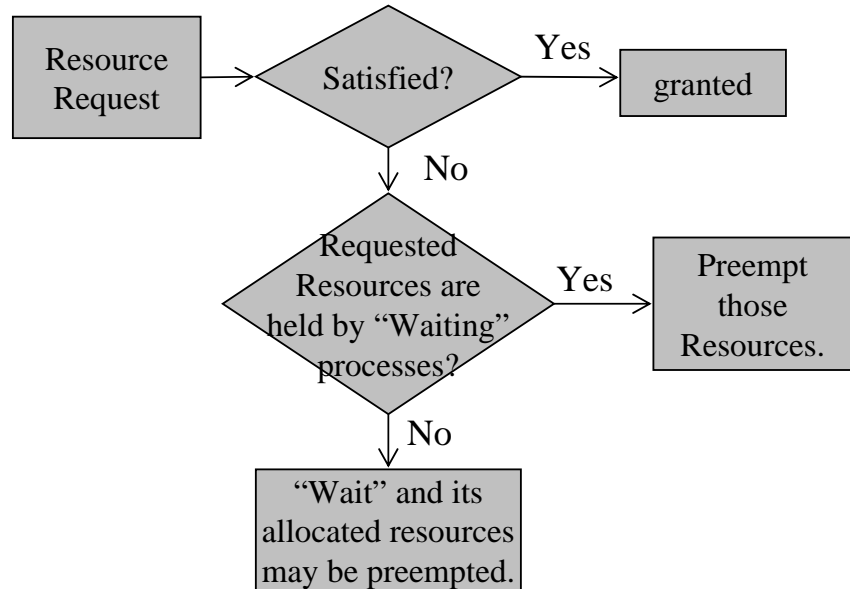 Resource
Request
Satisfied?
Yes
granted
No
Requested
Resources are
held by “Waiting”
processes?
Yes
Preempt
those
Resources.
No
“Wait” and its
allocated resources
may be preempted.